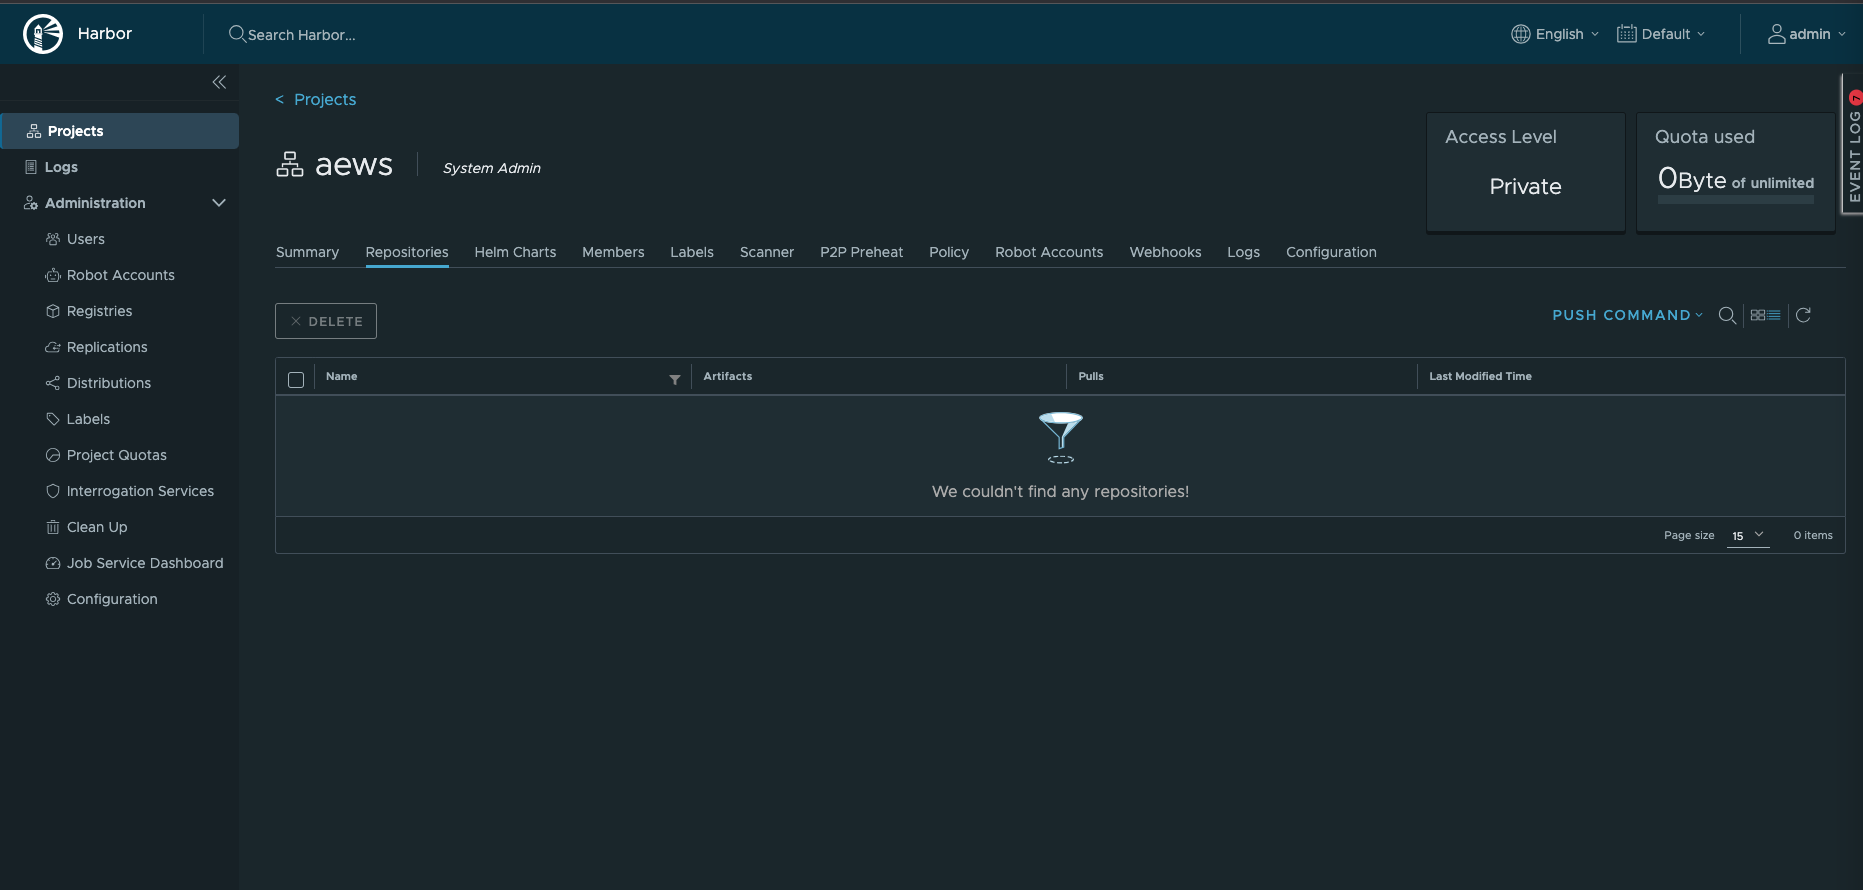 Harbor
Search Harbor...
English
Default
admin
Projects
Logs
Administration
Users
Robot Accounts
Registries
Replications
Distributions
Labels
Project Quotas
Interrogation Services
Clean Up
Job Service Dashboard
Configuration
< Projects
aews
System Admin
Access Level
Private
Quota used
0Byte of unlimited
EVENT LOG 7
Summary Repositories Helm Charts Members Labels Scanner P2P Preheat Policy Robot Accounts Webhooks Logs Configuration
DELETE
PUSH COMMAND
Name Artifacts Pulls Last Modified Time
We couldn't find any repositories!
Page size 15 0 items